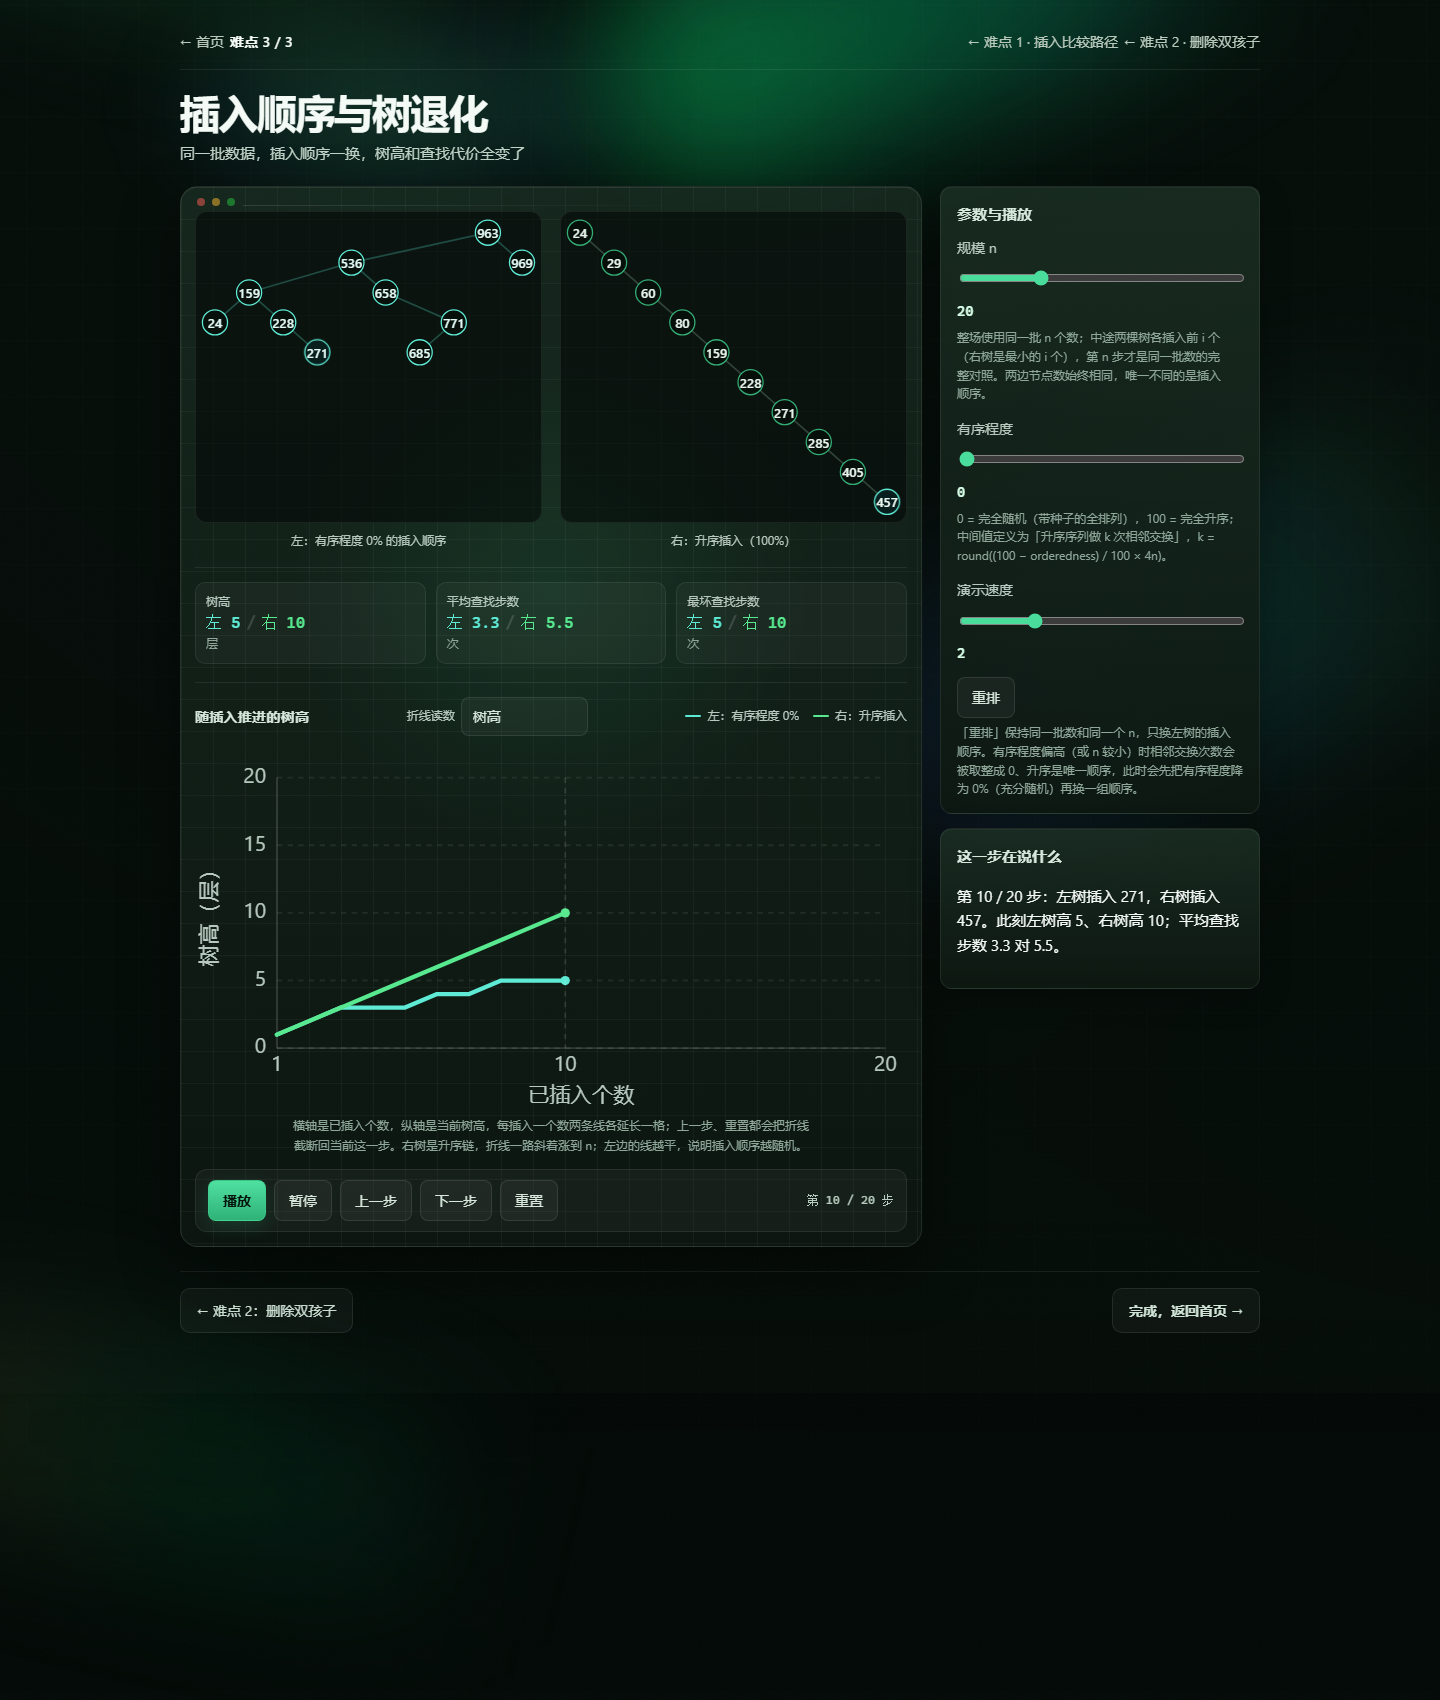 ← 首页 难点 3 / 3
← 难点 1 · 插入比较路径 ← 难点 2 · 删除双孩子
插入顺序与树退化
同一批数据，插入顺序一换，树高和查找代价全变了
963
536
969
159
658
24
228
771
271
685
24
29
60
80
159
228
271
285
405
457
左：有序程度 0% 的插入顺序
右：升序插入（100%）
树高
左 5 / 右 10
层
平均查找步数
左 3.3 / 右 5.5
次
最坏查找步数
左 5 / 右 10
次
随插入推进的树高
折线读数 树高
左：有序程度 0% 右：升序插入
20
15
10
5
0
树高（层）
1 10 20
已插入个数
横轴是已插入个数，纵轴是当前树高，每插入一个数两条线各延长一格；上一步、重置都会把折线
截断回当前这一步。右树是升序链，折线一路斜着涨到 n；左边的线越平，说明插入顺序越随机。
播放 暂停 上一步 下一步 重置
第 10 / 20 步
参数与播放
规模 n
20
整场使用同一批 n 个数；中途两棵树各插入前 i 个
（右树是最小的 i 个），第 n 步才是同一批数的完
整对照。两边节点数始终相同，唯一不同的是插入
顺序。
有序程度
0
0 = 完全随机（带种子的全排列），100 = 完全升序；
中间值定义为「升序序列做 k 次相邻交换」，k =
round((100 − orderedness) / 100 × 4n)。
演示速度
2
重排
「重排」保持同一批数和同一个 n，只换左树的插入
顺序。有序程度偏高（或 n 较小）时相邻交换次数会
被取整成 0、升序是唯一顺序，此时会先把有序程度降
为 0%（充分随机）再换一组顺序。
这一步在说什么
第 10 / 20 步：左树插入 271，右树插入
457。此刻左树高 5、右树高 10；平均查找
步数 3.3 对 5.5。
← 难点 2：删除双孩子
完成，返回首页 →